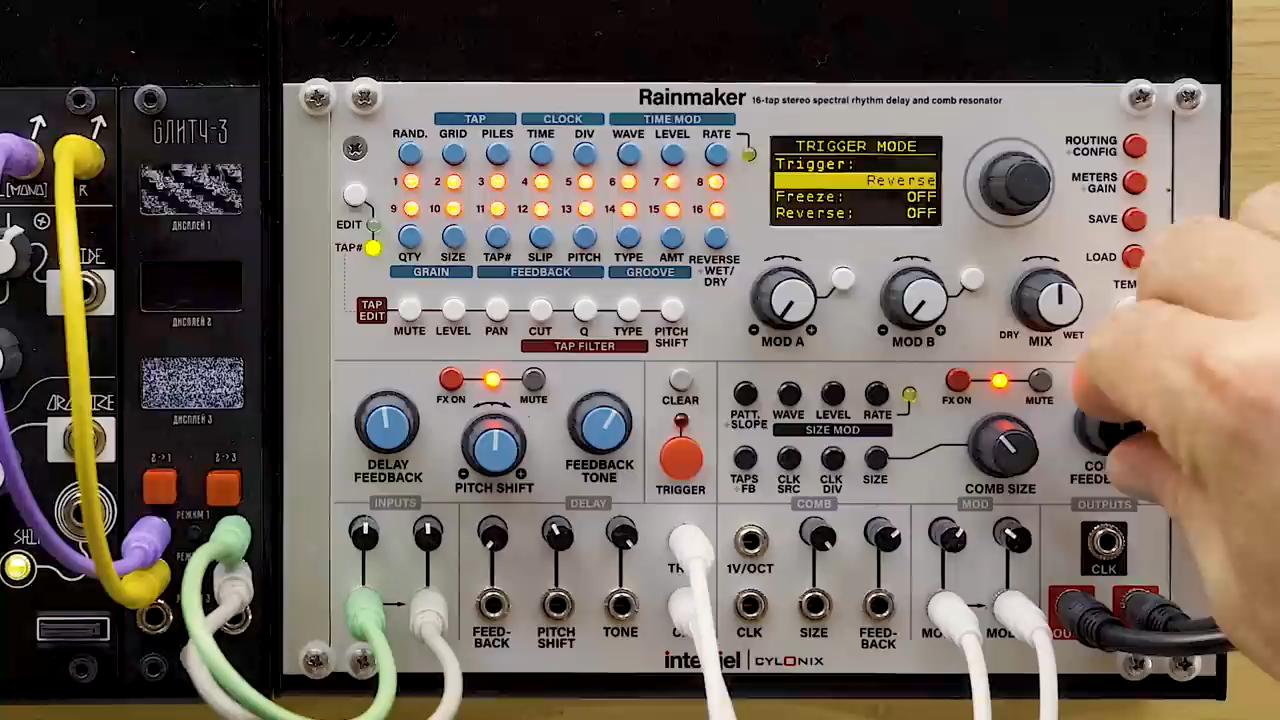 Rainmaker 16-tap stereo spectral rhythm delay and comb resonator
TAP CLOCK TIME MOD
RAND. GRID PILES TIME DIV WAVE LEVEL RATE
1 2 3 4 5 6 7 8
9 10 11 12 13 14 15 16
EDIT
TAP#
QTY SIZE TAP# SLIP PITCH TYPE AMT REVERSE
+WET/
DRY
GRAIN FEEDBACK GROOVE
TAP
EDIT
MUTE LEVEL PAN CUT Q TYPE PITCH
SHIFT
TAP FILTER
TRIGGER MODE
Trigger:
Reverse
Freeze: OFF
Reverse: OFF
MOD A
MOD B
DRY MIX WET
ROUTING
+CONFIG
METERS
+GAIN
SAVE
LOAD
FX ON MUTE
DELAY
FEEDBACK
PITCH SHIFT
FEEDBACK
TONE
CLEAR
TRIGGER
PATT.
+SLOPE
WAVE LEVEL RATE
SIZE MOD
TAPS
+FB
CLK
SRC
CLK
DIV
SIZE
FX ON MUTE
COMB SIZE
INPUTS DELAY COMB MOD OUTPUTS
FEED-
BACK
PITCH
SHIFT
TONE
1V/OCT
CLK
SIZE
FEED-
BACK
CLK
CYLONIX
ГЛИТЧ-3
ДИСПЛЕЙ 1
ДИСПЛЕЙ 2
ДИСПЛЕЙ 3
2->1 2->3
РЕЖИМ 1
[MONO] R